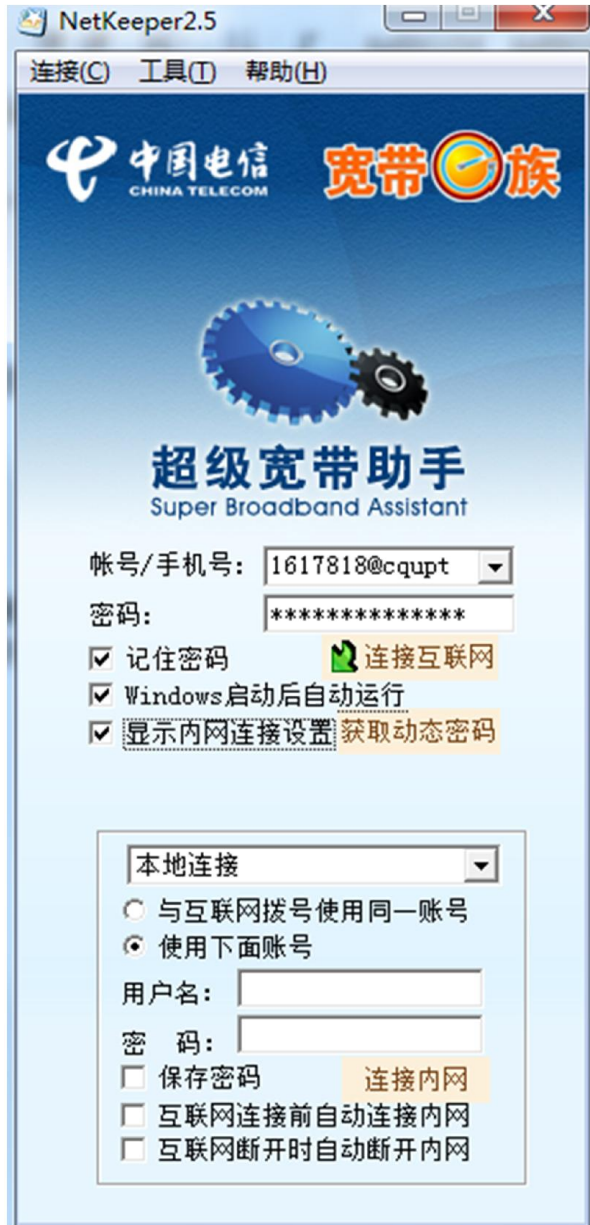 NetKeeper2.5
连接(C) 工具(T) 帮助(H)
中国电信 宽带e族
CHINA TELECOM
超级宽带助手
Super Broadband Assistant
帐号/手机号： 1617818@cqupt
密码： **************
记住密码 连接互联网
Windows启动后自动运行
显示内网连接设置 获取动态密码
本地连接
与互联网拨号使用同一账号
使用下面账号
用户名：
密 码：
保存密码 连接内网
互联网连接前自动连接内网
互联网断开时自动断开内网